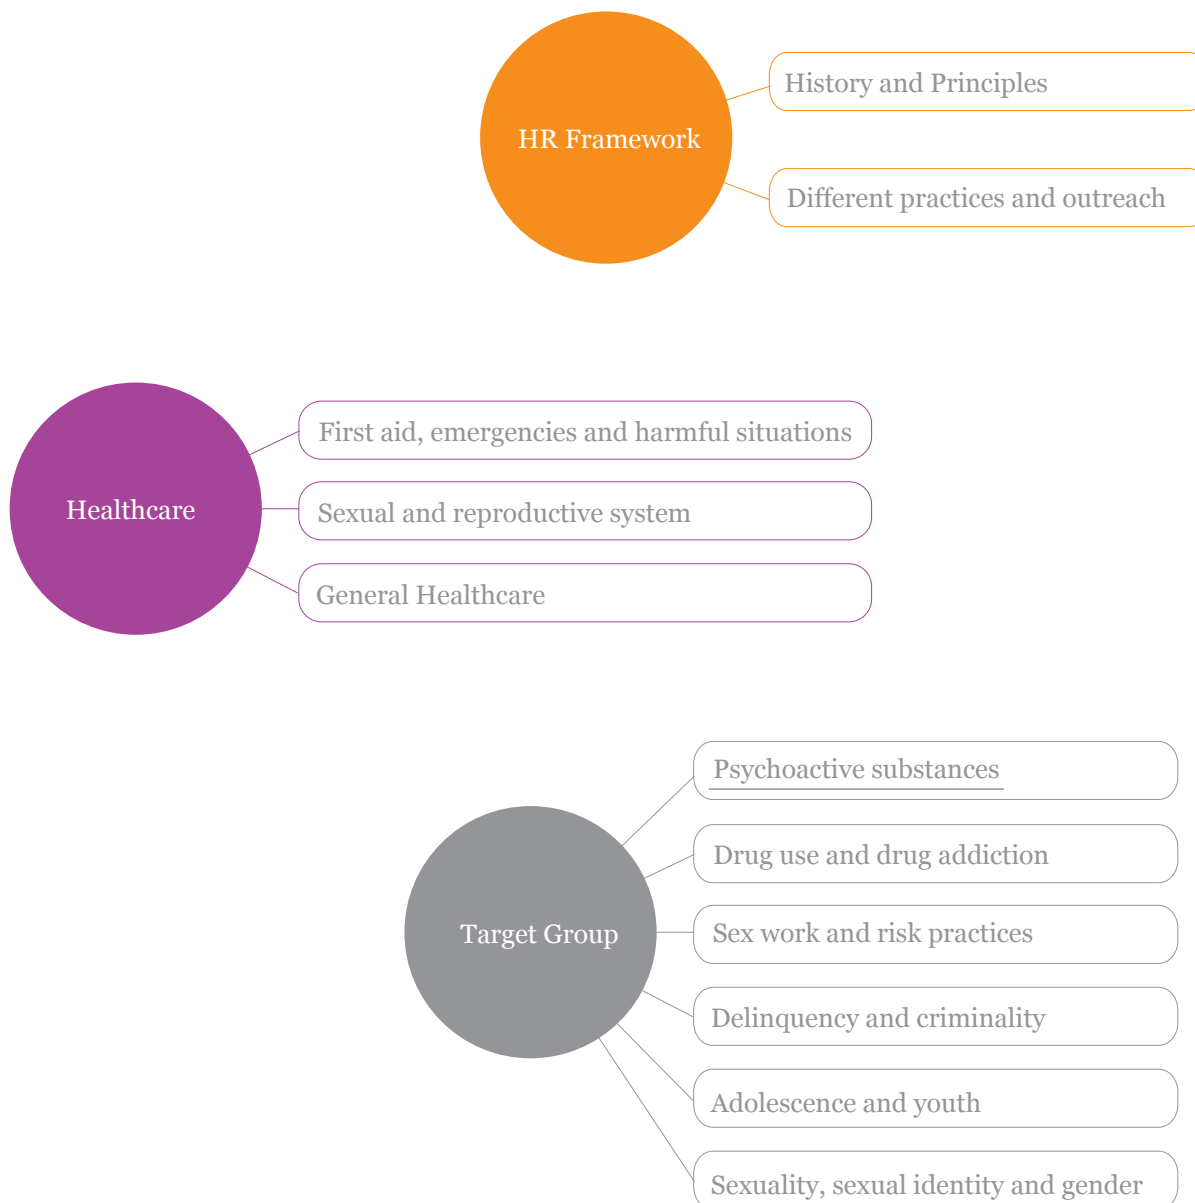 HR Framework
History and Principles
Different practices and outreach
Healthcare
First aid, emergencies and harmful situations
Sexual and reproductive system
General Healthcare
Target Group
Psychoactive substances
Drug use and drug addiction
Sex work and risk practices
Delinquency and criminality
Adolescence and youth
Sexuality, sexual identity and gender